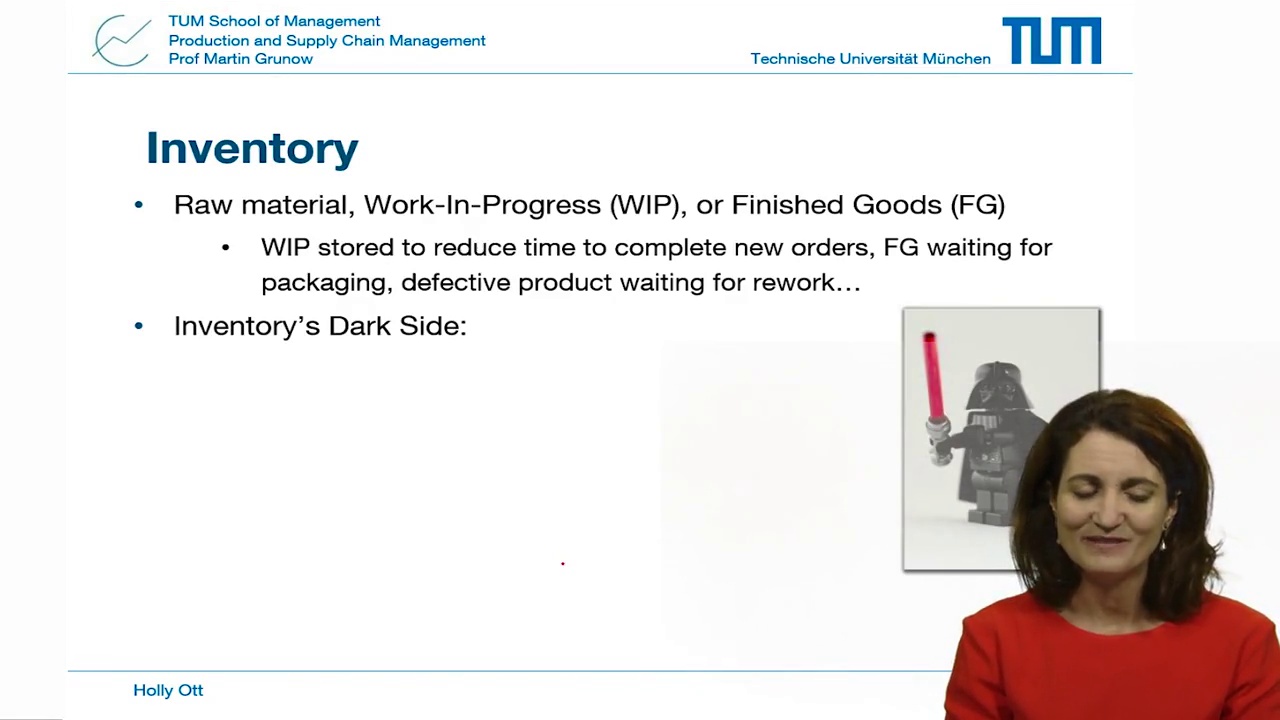 TUM School of Management
Production and Supply Chain Management
Prof Martin Grunow
Technische Universität München
TUM
Inventory
• Raw material, Work-In-Progress (WIP), or Finished Goods (FG)
• WIP stored to reduce time to complete new orders, FG waiting for
packaging, defective product waiting for rework…
• Inventory’s Dark Side:
Holly Ott